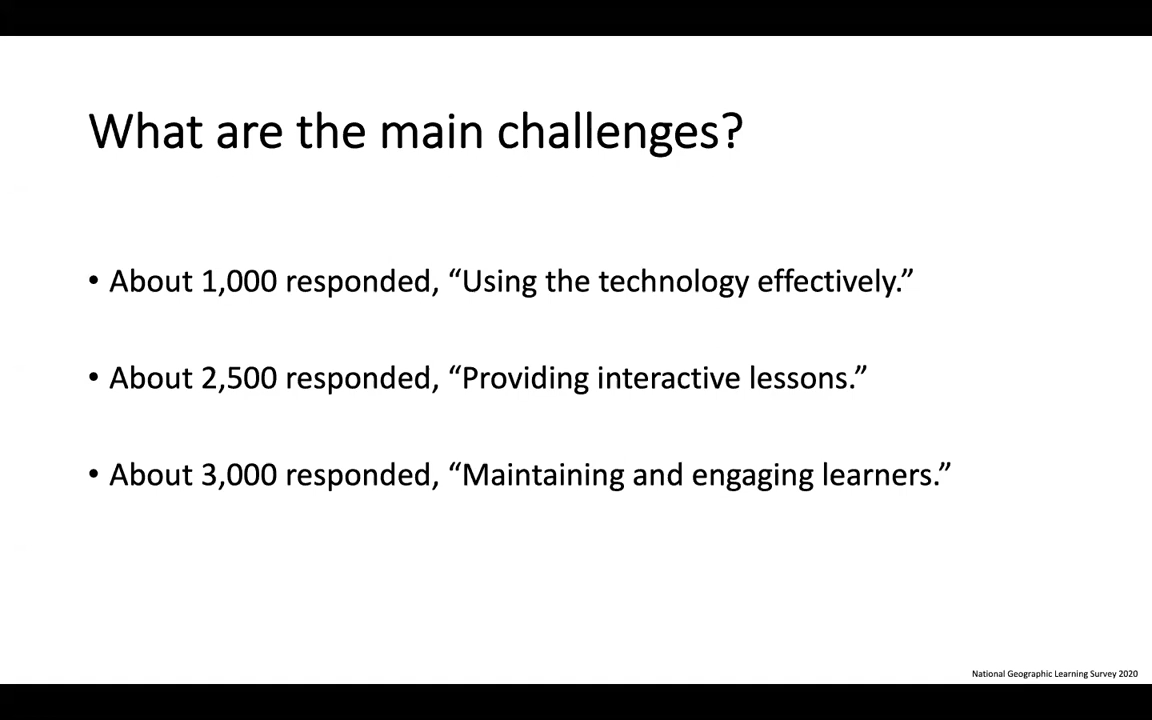 What are the main challenges?
• About 1,000 responded, “Using the technology effectively.”
• About 2,500 responded, “Providing interactive lessons.”
• About 3,000 responded, “Maintaining and engaging learners.”
National Geographic Learning Survey 2020